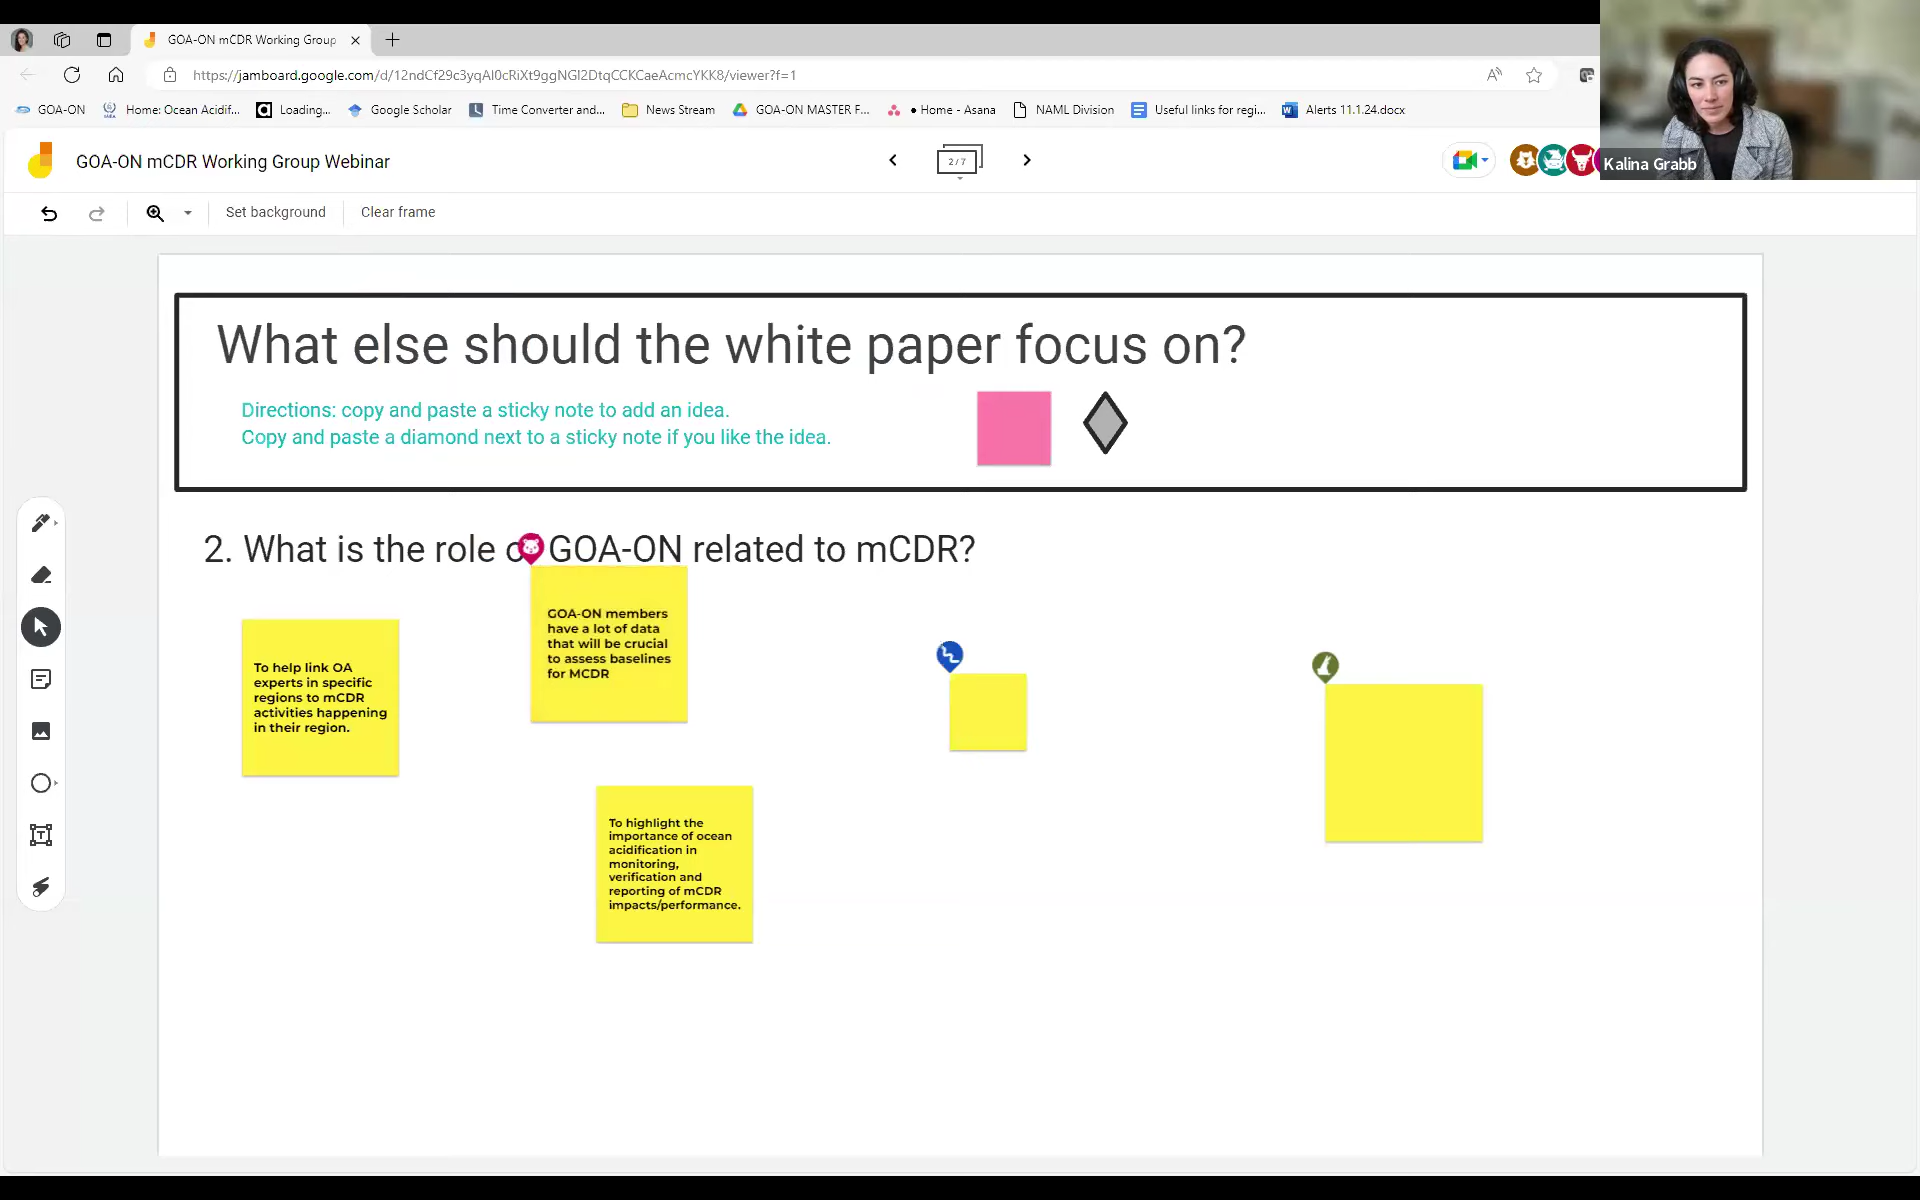 GOA-ON mCDR Working Group
https://jamboard.google.com/d/12ndCf29c3yqAl0cRiXt9ggNGl2DtqCCKCaeAcmcYKK8/viewer?f=1
GOA-ON
Home: Ocean Acidif...
Loading...
Google Scholar
Time Converter and...
News Stream
GOA-ON MASTER F...
• Home - Asana
NAML Division
Useful links for regi...
Alerts 11.1.24.docx
Kalina Grabb
GOA-ON mCDR Working Group Webinar
2 / 7
Set background
Clear frame
What else should the white paper focus on?
Directions: copy and paste a sticky note to add an idea.
Copy and paste a diamond next to a sticky note if you like the idea.
2. What is the role o GOA-ON related to mCDR?
To help link OA
experts in specific
regions to mCDR
activities happening
in their region.
GOA-ON members
have a lot of data
that will be crucial
to assess baselines
for MCDR
To highlight the
importance of ocean
acidification in
monitoring,
verification and
reporting of mCDR
impacts/performance.